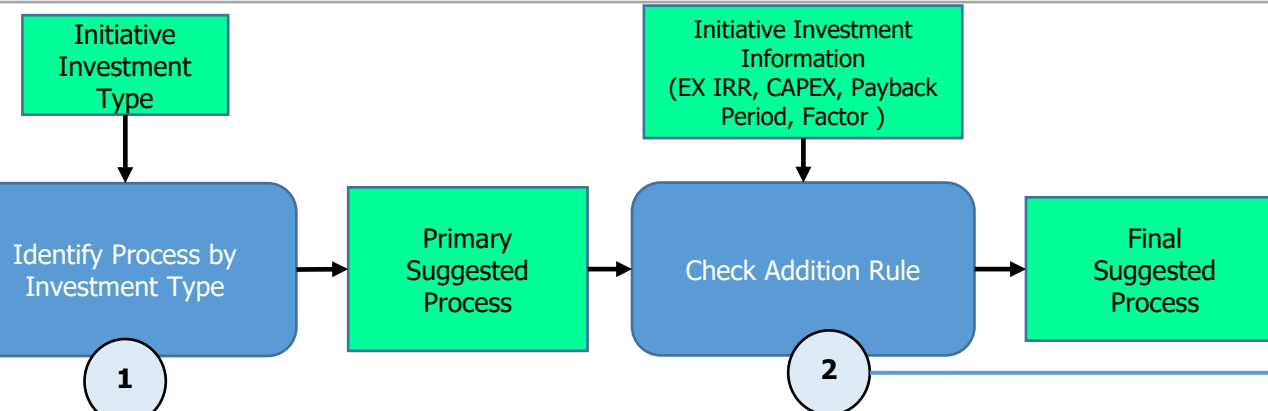 Initiative
Investment
Type
Initiative Investment
Information
(EX IRR, CAPEX, Payback
Period, Factor )
Identify Process by
Investment Type
Primary
Suggested
Process
Check Addition Rule
Final
Suggested
Process
1
2